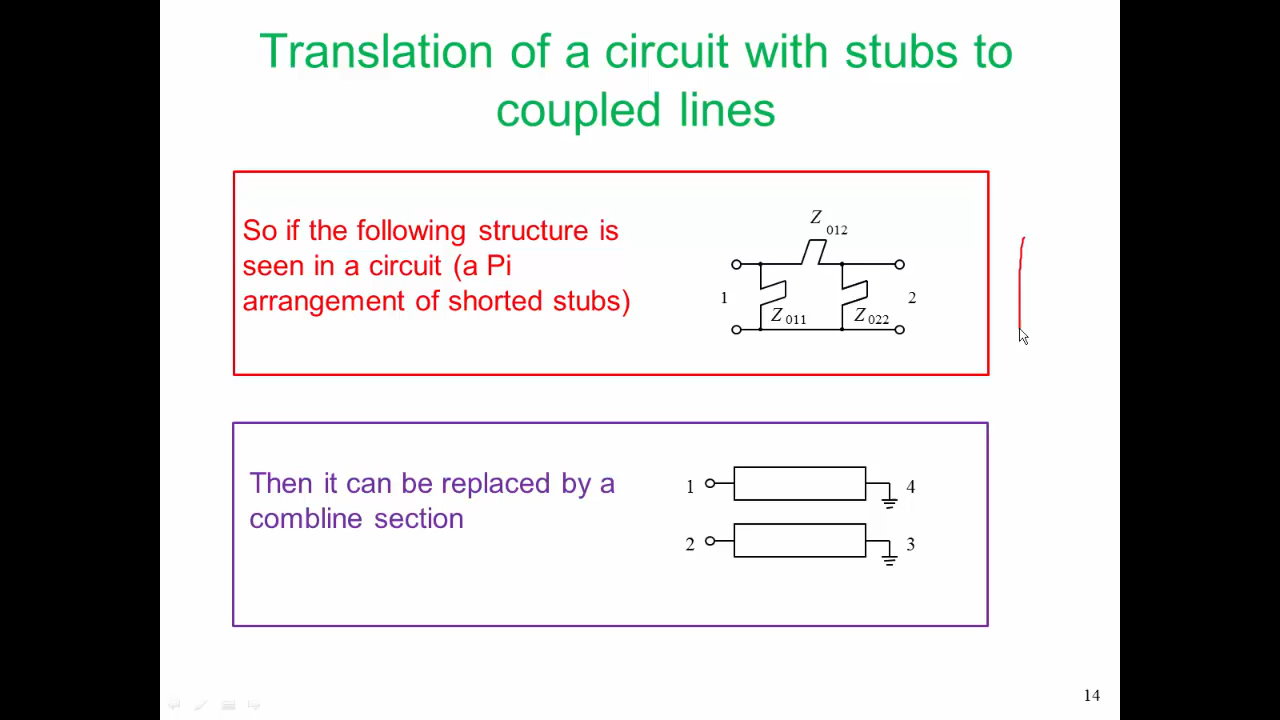 Translation of a circuit with stubs to
coupled lines
So if the following structure is
seen in a circuit (a Pi
arrangement of shorted stubs)
Z 012
1
2
Z 011
Z 022
Then it can be replaced by a
combline section
1
4
2
3
14